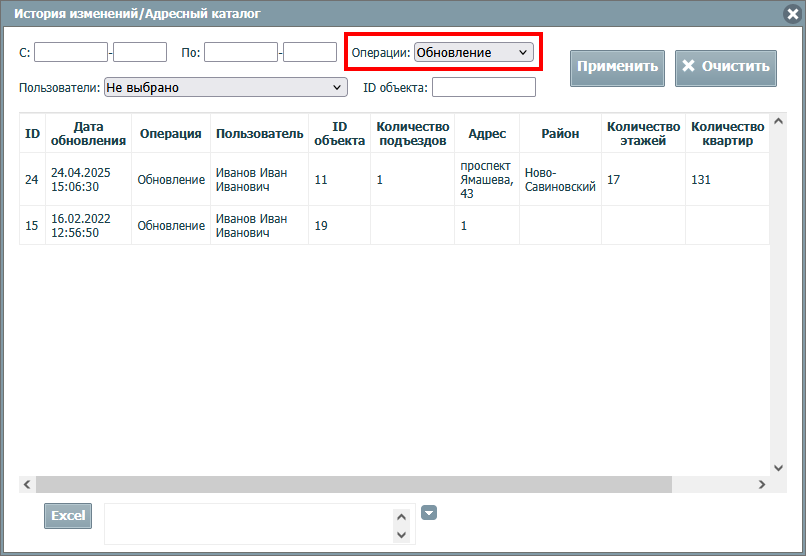 История изменений/Адресный каталог
С: - По: - Операции: Обновление
Применить Очистить
Пользователи: Не выбрано ID объекта:
ID Дата обновления Операция Пользователь ID объекта Количество подъездов Адрес Район Количество этажей Количество квартир
24 24.04.2025 15:06:30 Обновление Иванов Иван Иванович 11 1 проспект Ямашева, 43 Ново-Савиновский 17 131
15 16.02.2022 12:56:50 Обновление Иванов Иван Иванович 19 1
Excel